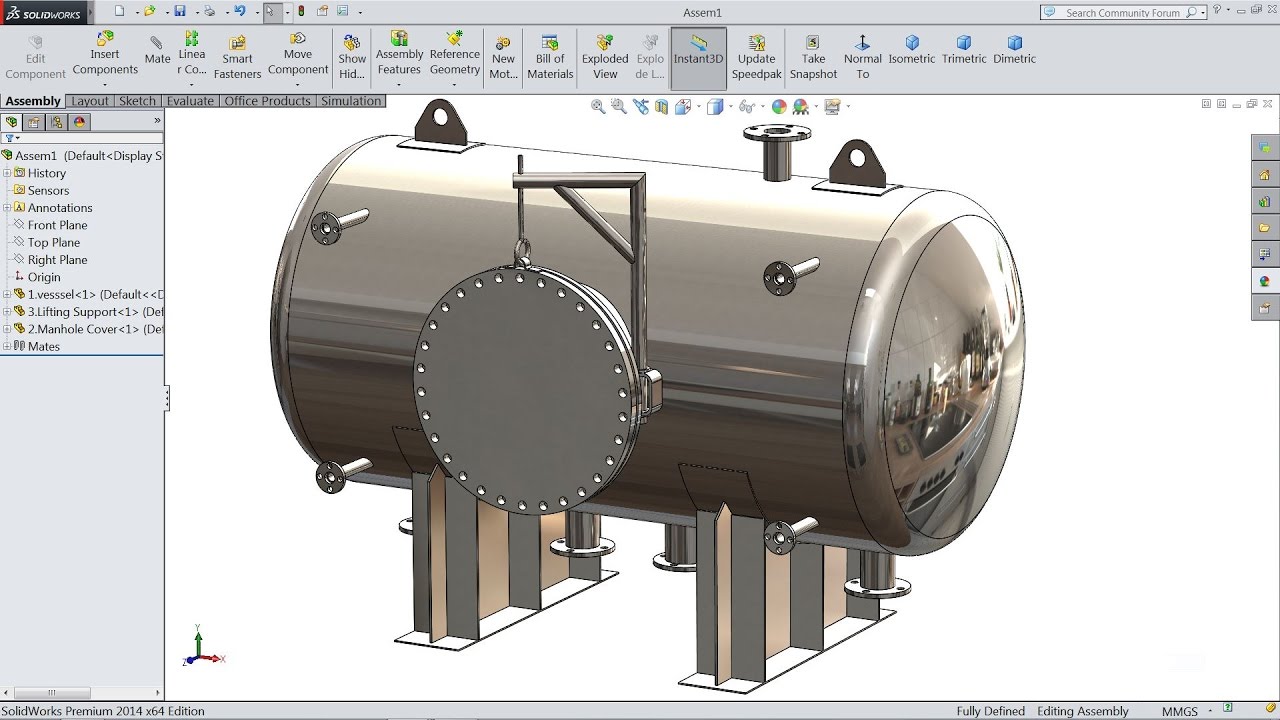 SOLIDWORKS
Assem1
Search Community Forum
?
Edit Component
Insert Components
Mate
Linea r Co...
Smart Fasteners
Move Component
Show Hid...
Assembly Features
Reference Geometry
New Mot...
Bill of Materials
Exploded View
Explo de L...
Instant3D
Update Speedpak
Take Snapshot
Normal To
Isometric
Trimetric
Dimetric
Assembly
Layout
Sketch
Evaluate
Office Products
Simulation
»
Assem1 (Default<Display S
History
Sensors
A Annotations
Front Plane
Top Plane
Right Plane
Origin
1.vesssel<1> (Default<<D
3.Lifting Support<1> (De
2.Manhole Cover<1> (De
Mates
Y
Z
X
SolidWorks Premium 2014 x64 Edition
Fully Defined
Editing Assembly
MMGS
?